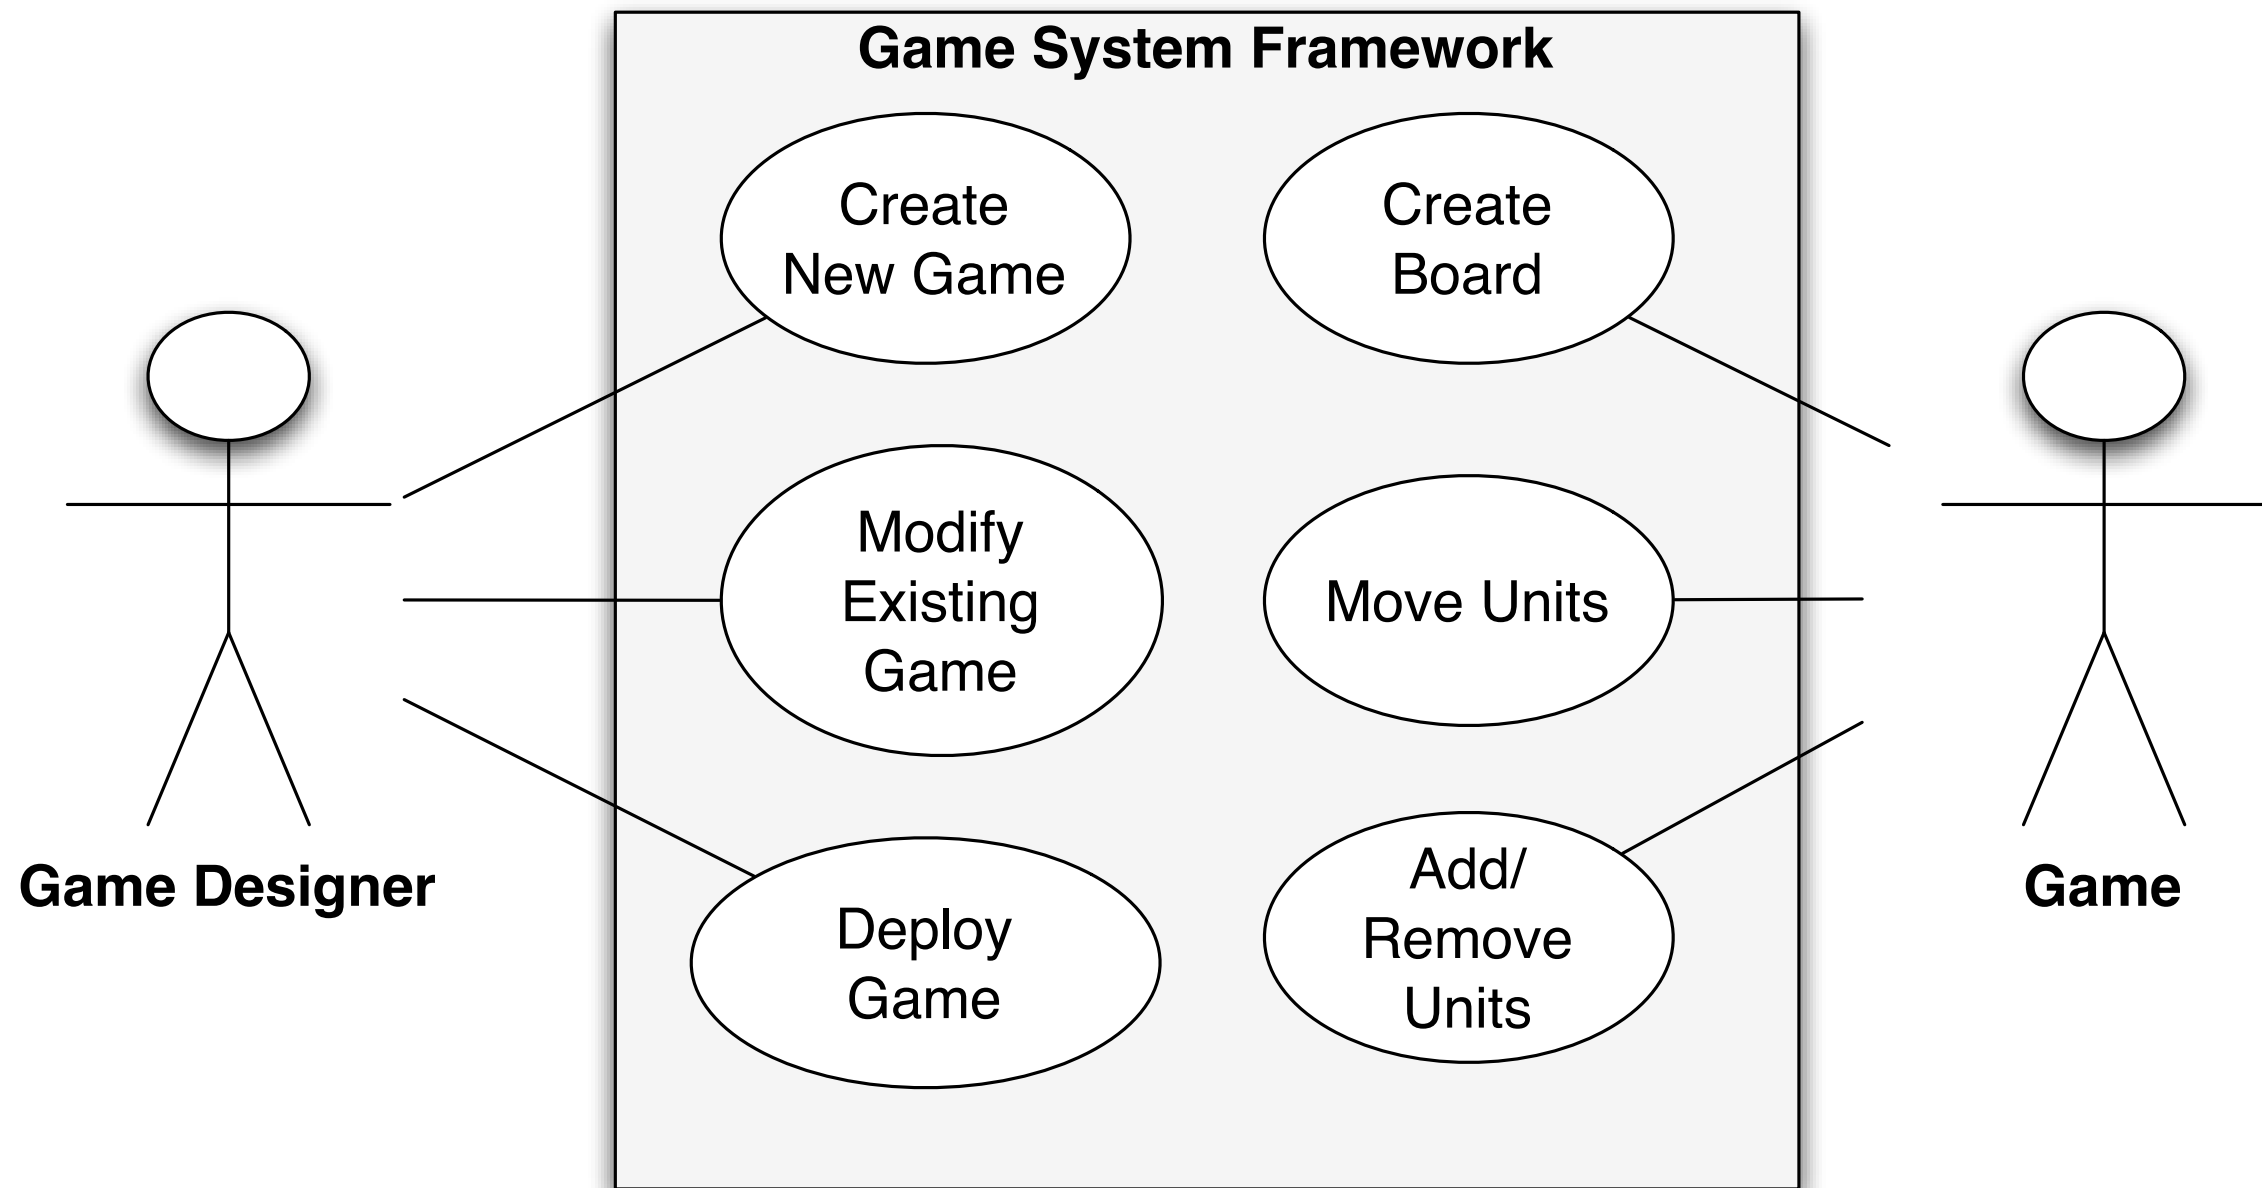 Game System Framework
Create
New Game
Create
Board
Modify
Existing
Game
Move Units
Deploy
Game
Add/
Remove
Units
Game Designer
Game